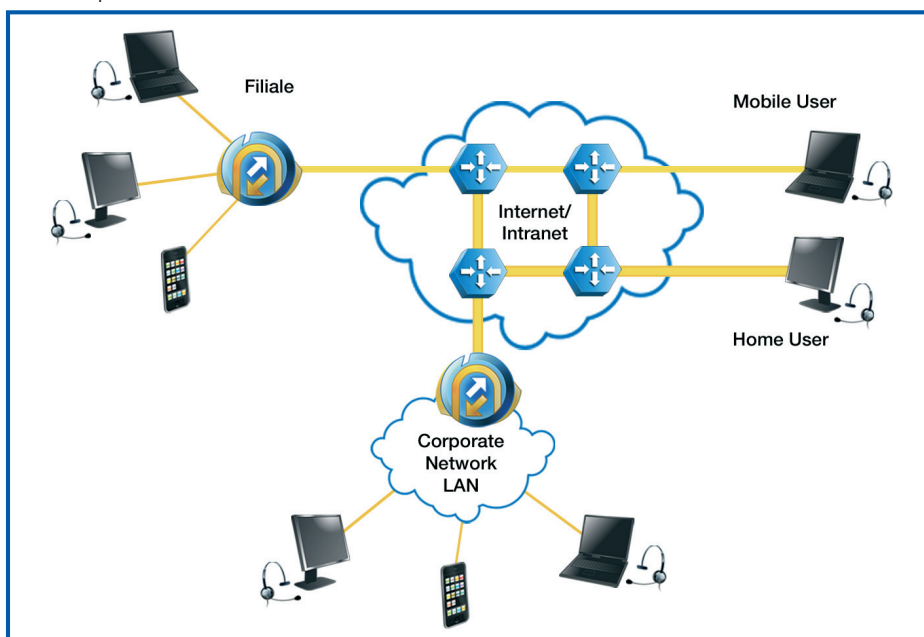 Filiale
Mobile User
Internet/
Intranet
Home User
Corporate
Network
LAN